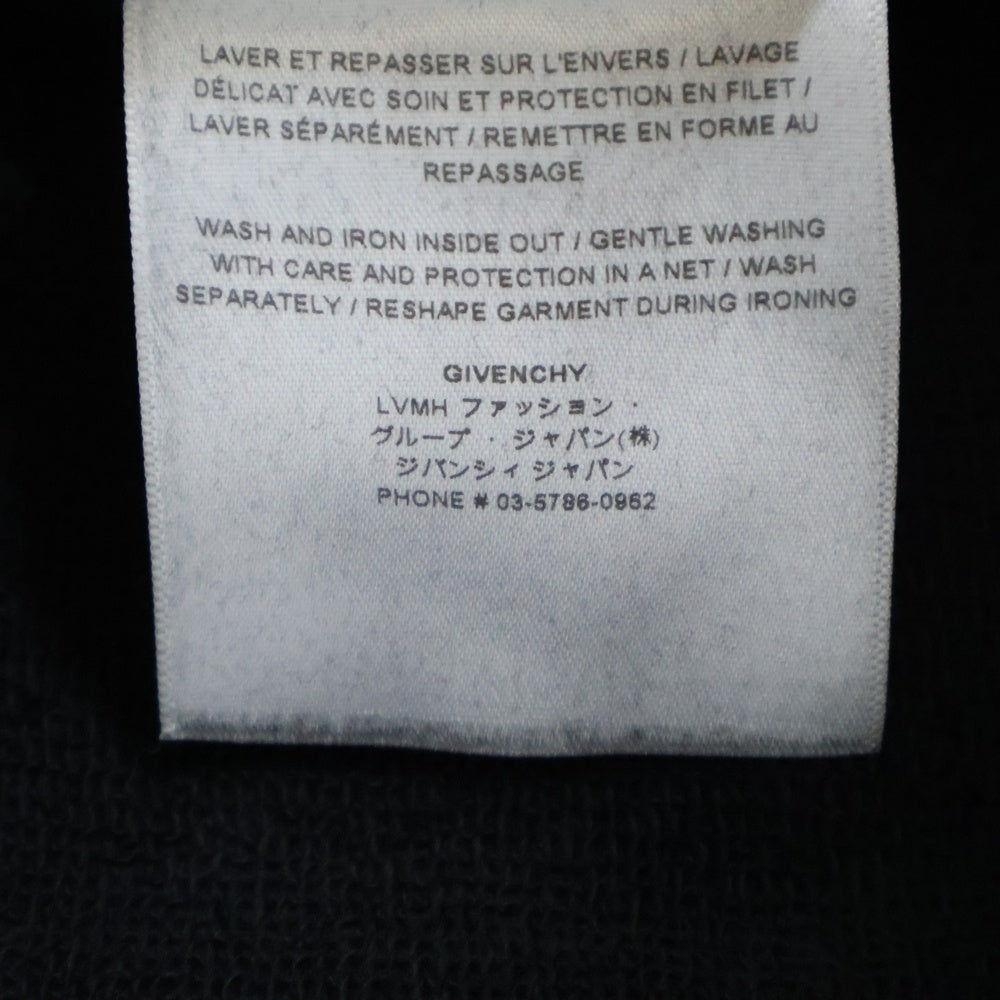 LAVER ET REPASSER SUR L'ENVERS / LAVAGE
DÉLICAT AVEC SOIN ET PROTECTION EN FILET /
LAVER SÉPARÉMENT / REMETTRE EN FORME AU
REPASSAGE
WASH AND IRON INSIDE OUT / GENTLE WASHING
WITH CARE AND PROTECTION IN A NET / WASH
SEPARATELY / RESHAPE GARMENT DURING IRONING
GIVENCHY
LVMH ファッション ・
グループ ・ ジャパン(株)
ジバンシィ ジャパン
PHONE # 03-5786-0962